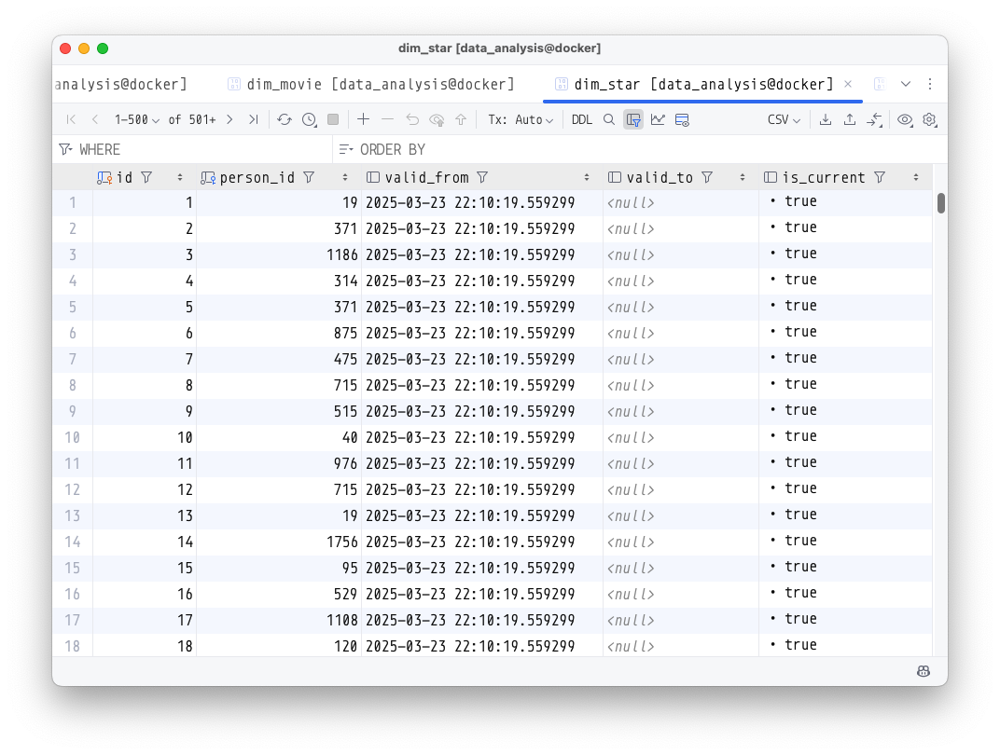 dim_star [data_analysis@docker]
analysis@docker] dim_movie [data_analysis@docker] dim_star [data_analysis@docker]
1-500 of 501+ Tx: Auto DDL CSV
WHERE ORDER BY
id person_id valid_from valid_to is_current
1 1 19 2025-03-23 22:10:19.559299 <null> • true
2 2 371 2025-03-23 22:10:19.559299 <null> • true
3 3 1186 2025-03-23 22:10:19.559299 <null> • true
4 4 314 2025-03-23 22:10:19.559299 <null> • true
5 5 371 2025-03-23 22:10:19.559299 <null> • true
6 6 875 2025-03-23 22:10:19.559299 <null> • true
7 7 475 2025-03-23 22:10:19.559299 <null> • true
8 8 715 2025-03-23 22:10:19.559299 <null> • true
9 9 515 2025-03-23 22:10:19.559299 <null> • true
10 10 40 2025-03-23 22:10:19.559299 <null> • true
11 11 976 2025-03-23 22:10:19.559299 <null> • true
12 12 715 2025-03-23 22:10:19.559299 <null> • true
13 13 19 2025-03-23 22:10:19.559299 <null> • true
14 14 1756 2025-03-23 22:10:19.559299 <null> • true
15 15 95 2025-03-23 22:10:19.559299 <null> • true
16 16 529 2025-03-23 22:10:19.559299 <null> • true
17 17 1108 2025-03-23 22:10:19.559299 <null> • true
18 18 120 2025-03-23 22:10:19.559299 <null> • true